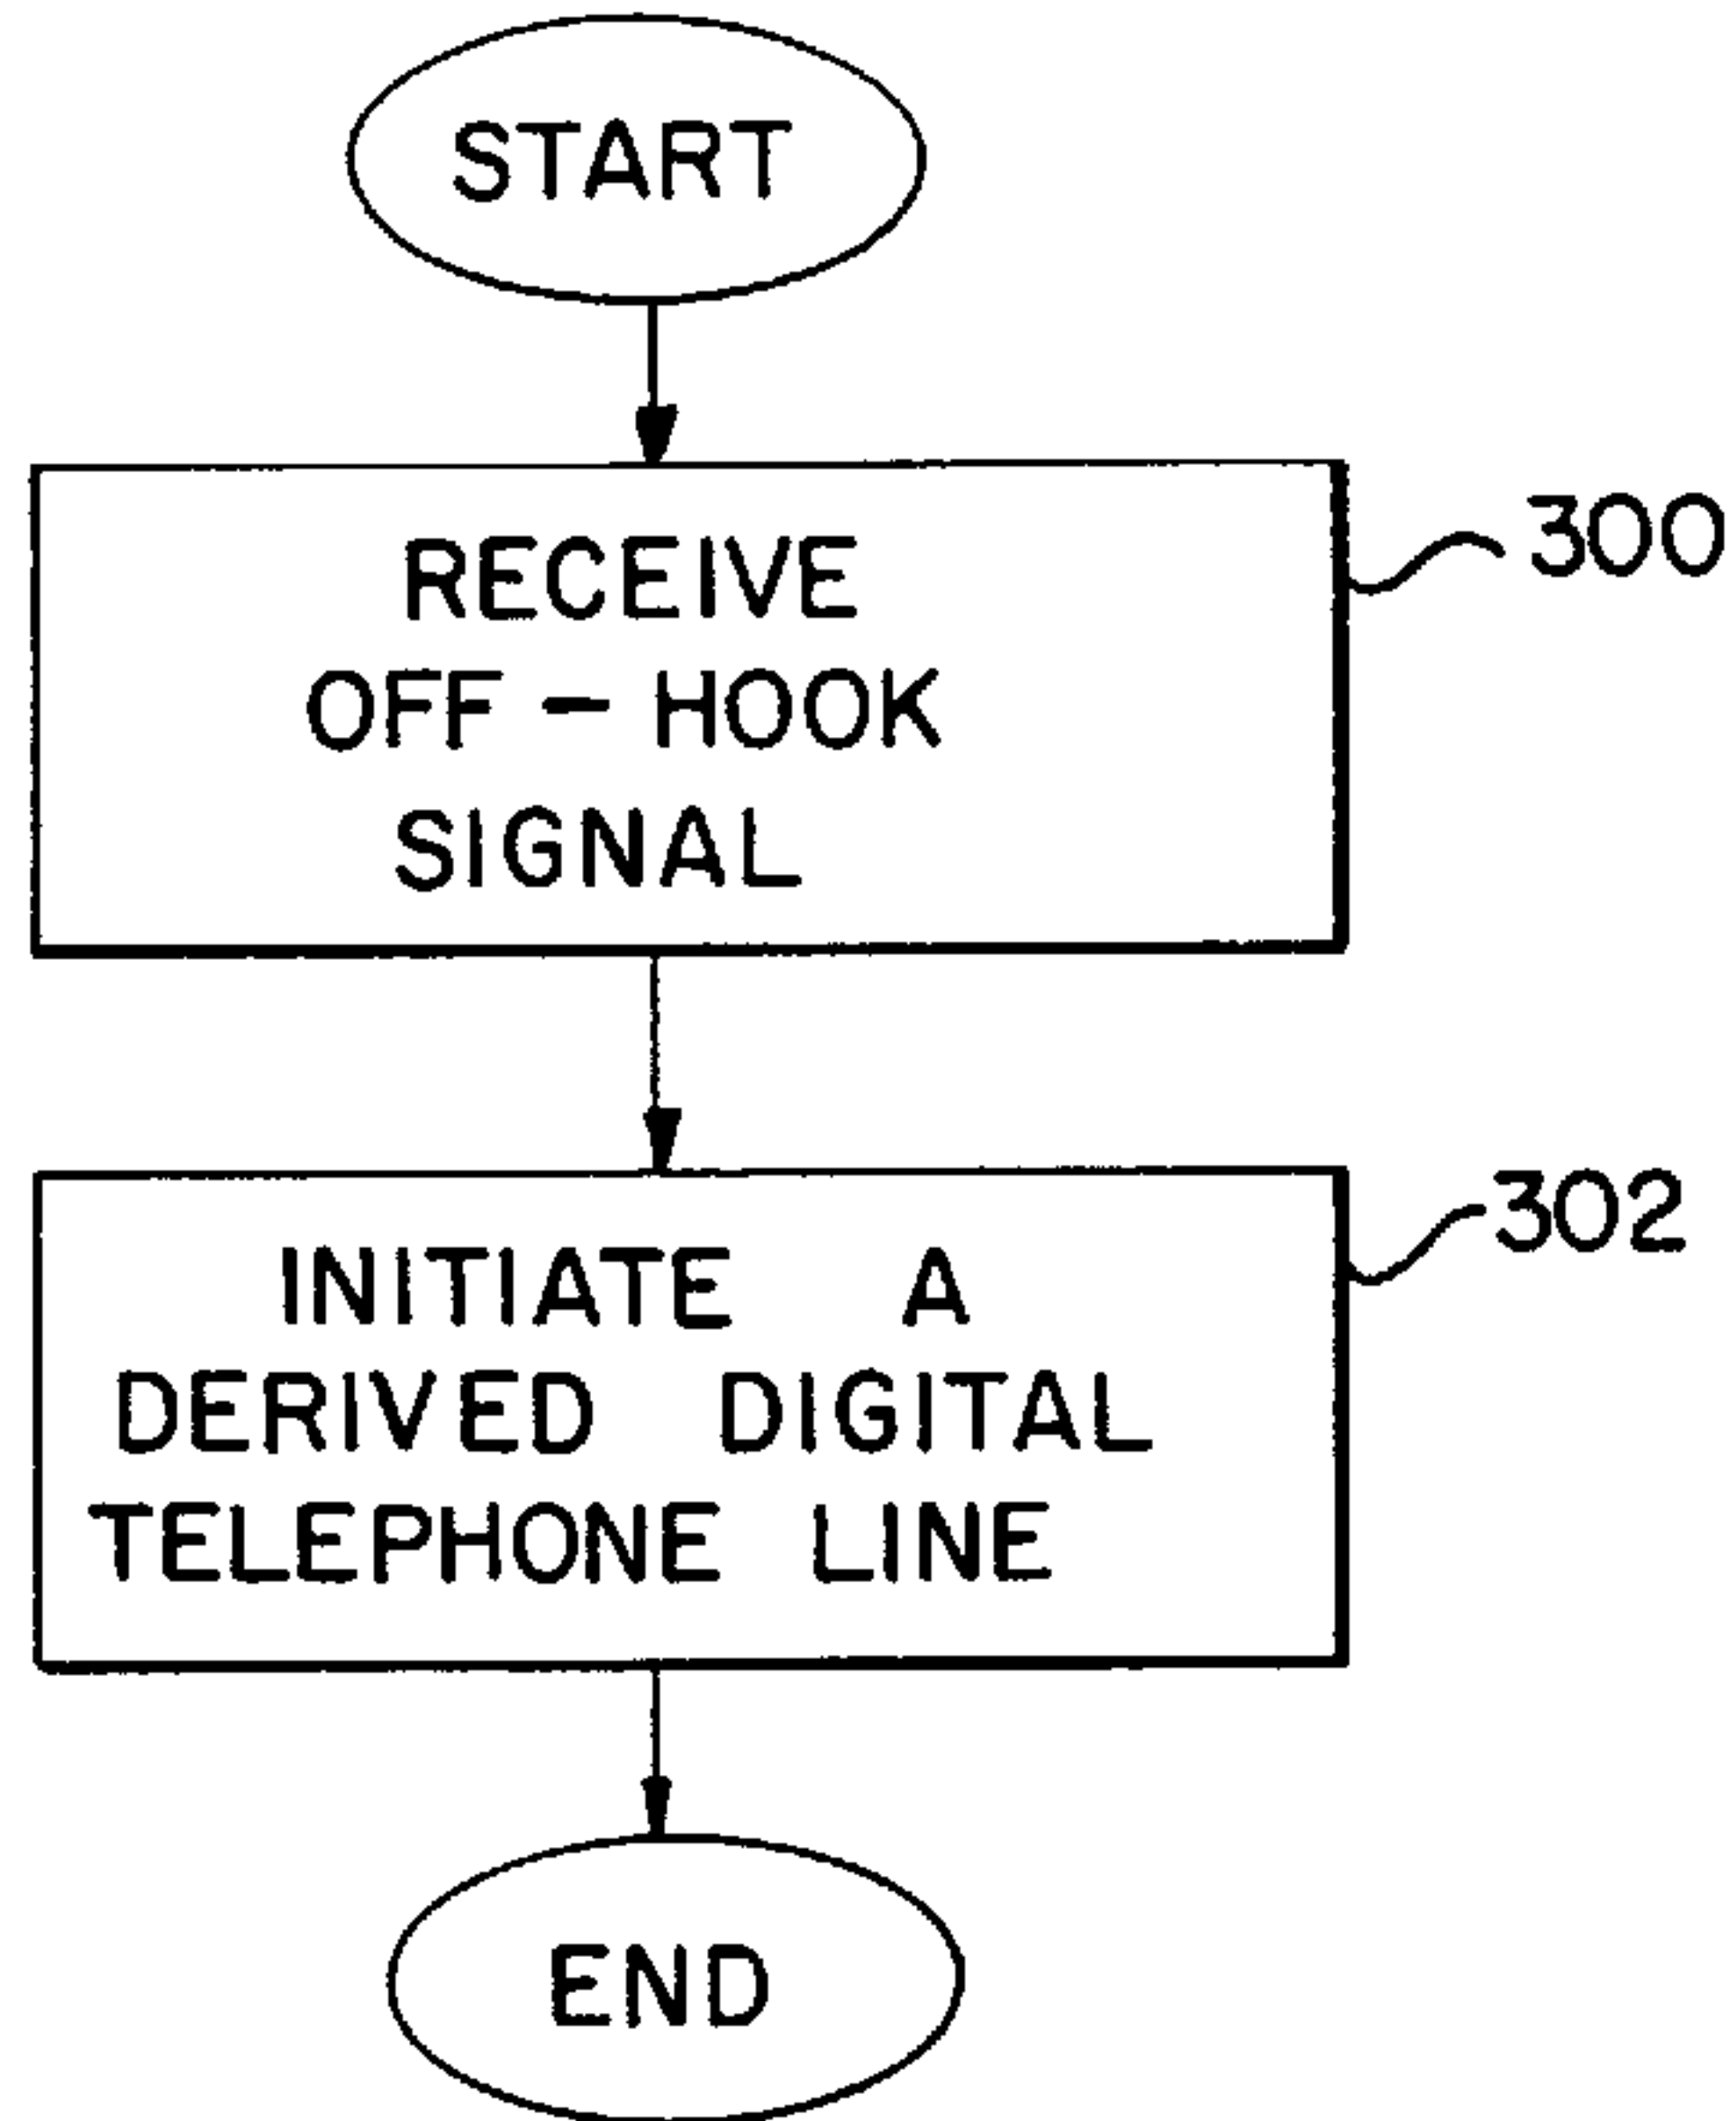 START
RECEIVE
300
OFF-HOOK
SIGNAL
302
INITIATE A
DERIVED DIGITAL
TELEPHONE LINE
END